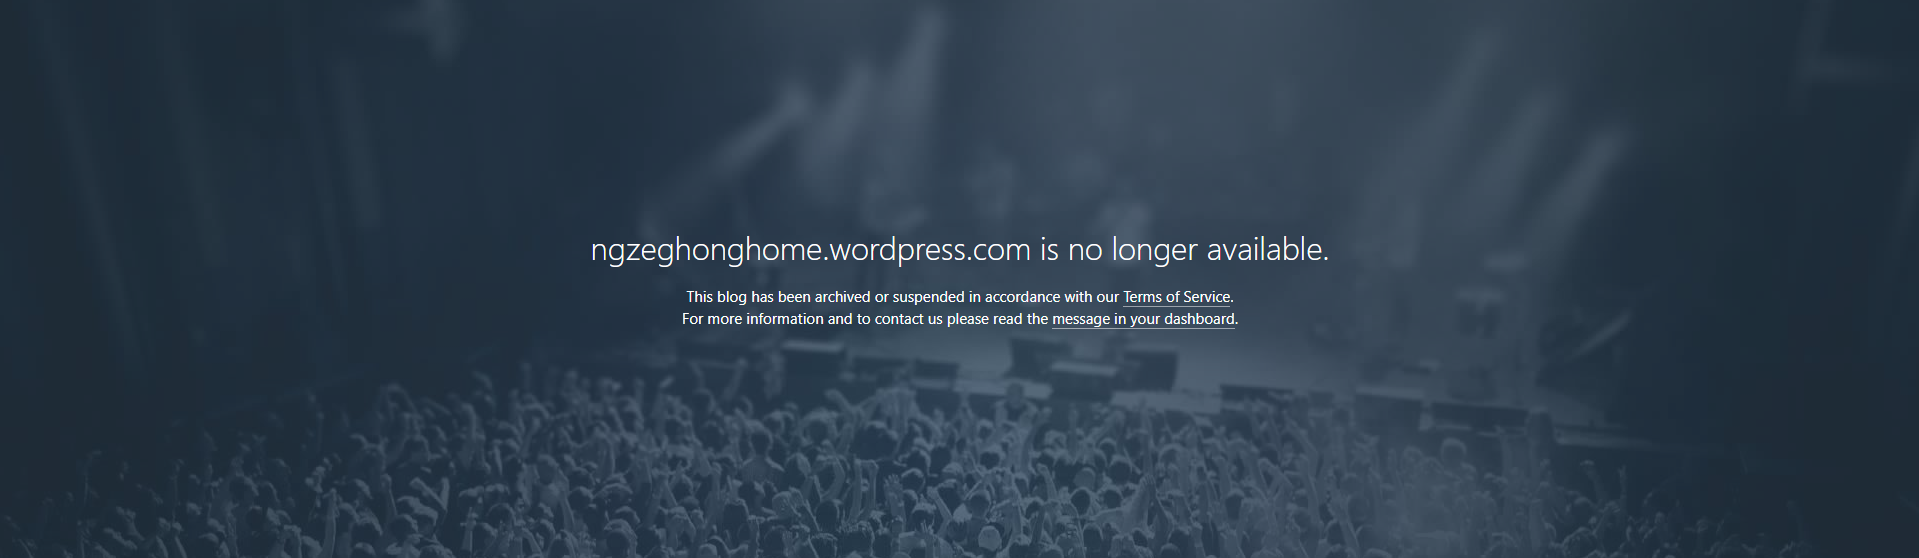 ngzeghonghome.wordpress.com is no longer available.
This blog has been archived or suspended in accordance with our Terms of Service.
For more information and to contact us please read the message in your dashboard.